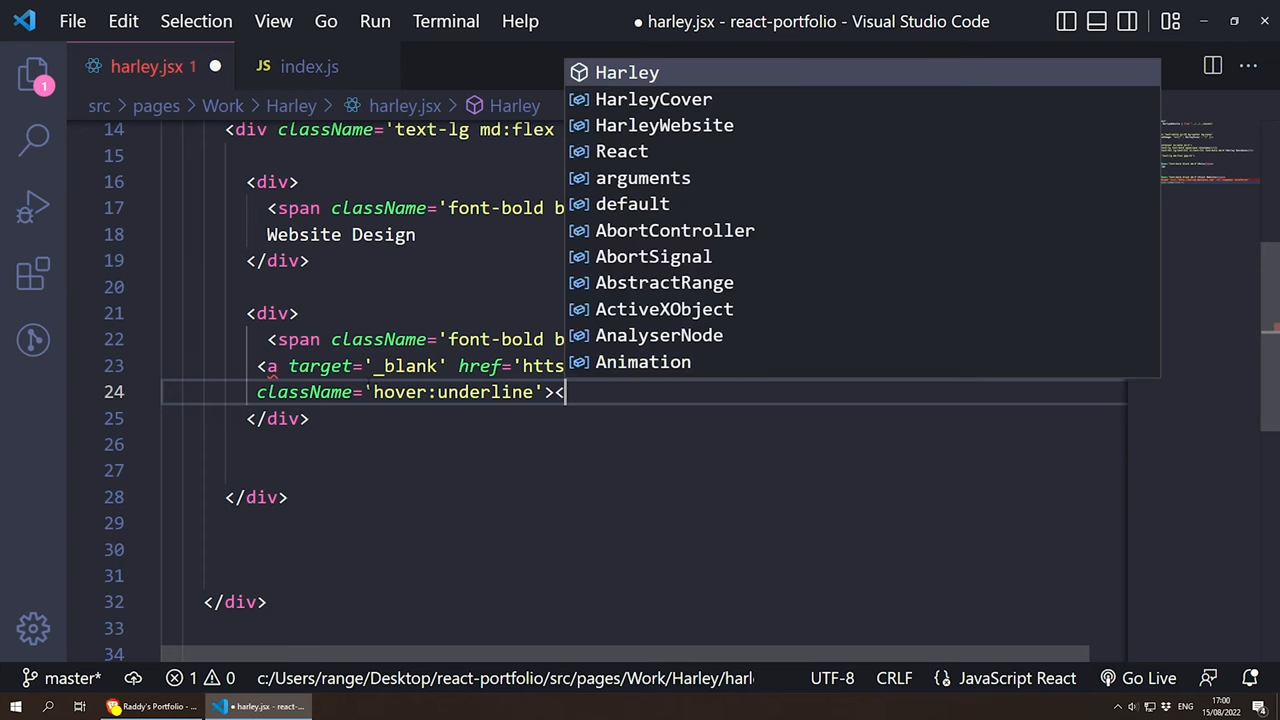 File Edit Selection View Go Run Terminal Help ● harley.jsx - react-portfolio - Visual Studio Code
harley.jsx 1 ● JS index.js
src > pages > Work > Harley > harley.jsx > Harley
1
14 <div className='text-lg md:flex
15
16 <div>
17 <span className='font-bold b
18 Website Design
19 </div>
20
21 <div>
22 <span className='font-bold b
23 <a target='_blank' href='htts
24 className='hover:underline'><
25 </div>
26
27
28 </div>
29
30
31
32 </div>
33
34
Harley
HarleyCover
HarleyWebsite
React
arguments
default
AbortController
AbortSignal
AbstractRange
ActiveXObject
AnalyserNode
Animation
master* 1 0 c:/Users/range/Desktop/react-portfolio/src/pages/Work/Harley/harl UTF-8 CRLF {} JavaScript React Go Live
Raddy's Portfolio - ... ● harley.jsx - react-... ENG 17:00
15/08/2022